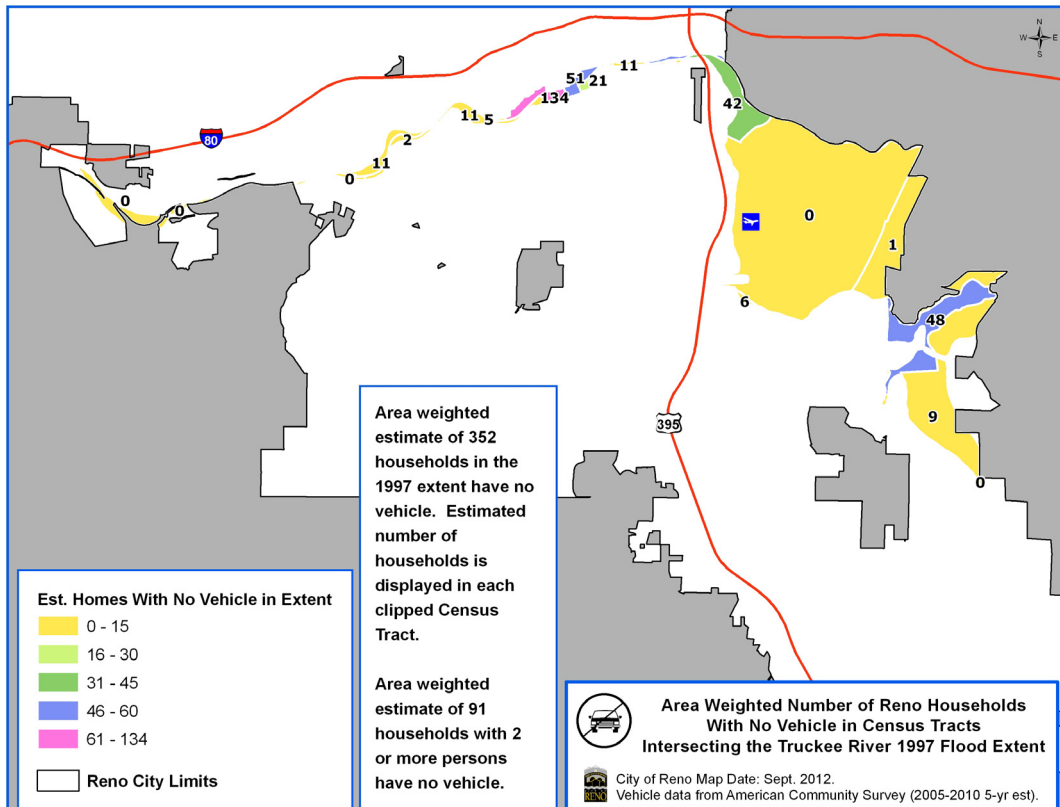 N
W E
S
11
51
21
134
42
11
5
2
80
11
0
0
0
0
1
6
48
395
9
0
Area weighted
estimate of 352
households in the
1997 extent have no
vehicle. Estimated
number of
households is
displayed in each
clipped Census
Tract.
Area weighted
estimate of 91
households with 2
or more persons
have no vehicle.
Est. Homes With No Vehicle in Extent
0 - 15
16 - 30
31 - 45
46 - 60
61 - 134
Reno City Limits
Area Weighted Number of Reno Households
With No Vehicle in Census Tracts
Intersecting the Truckee River 1997 Flood Extent
RENO
City of Reno Map Date: Sept. 2012.
Vehicle data from American Community Survey (2005-2010 5-yr est).